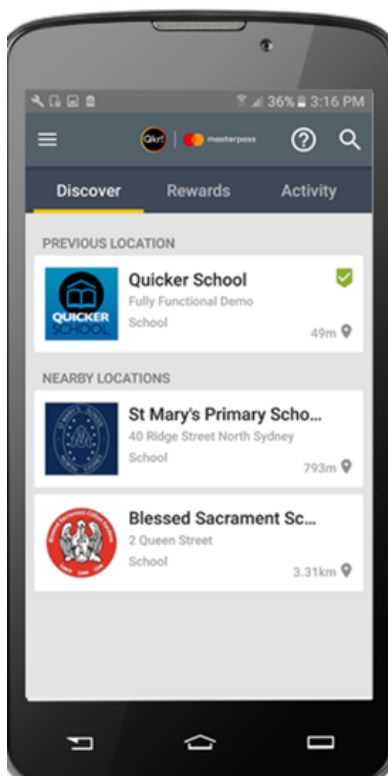 36% 3:16 PM
Qkr! masterpass
Discover Rewards Activity
PREVIOUS LOCATION
QUICKER
SCHOOL
Quicker School
Fully Functional Demo
School
49m
NEARBY LOCATIONS
St Mary's Primary Scho...
40 Ridge Street North Sydney
School
793m
Blessed Sacrament Sc...
2 Queen Street
School
3.31km